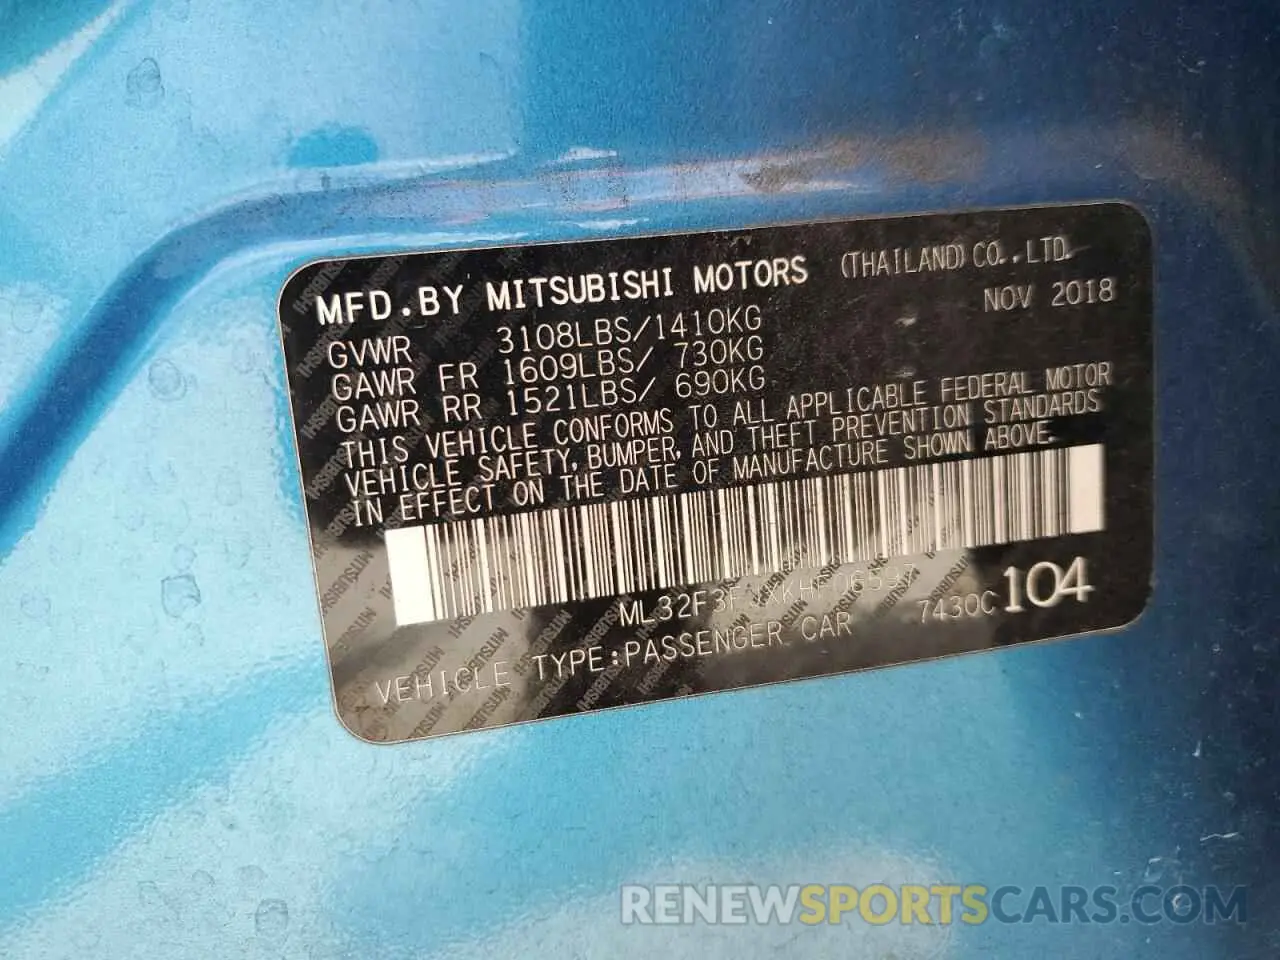 MFD.BY MITSUBISHI MOTORS (THAILAND) CO.,LTD.
NOV 2018
GVWR 3108LBS/1410KG
GAWR FR 1609LBS/ 730KG
GAWR RR 1521LBS/ 690KG
THIS VEHICLE CONFORMS TO ALL APPLICABLE FEDERAL MOTOR
VEHICLE SAFETY, BUMPER, AND THEFT PREVENTION STANDARDS
IN EFFECT ON THE DATE OF MANUFACTURE SHOWN ABOVE.
7430C 104
VEHICLE TYPE:PASSENGER CAR
RENEWSPORTSCARS.COM